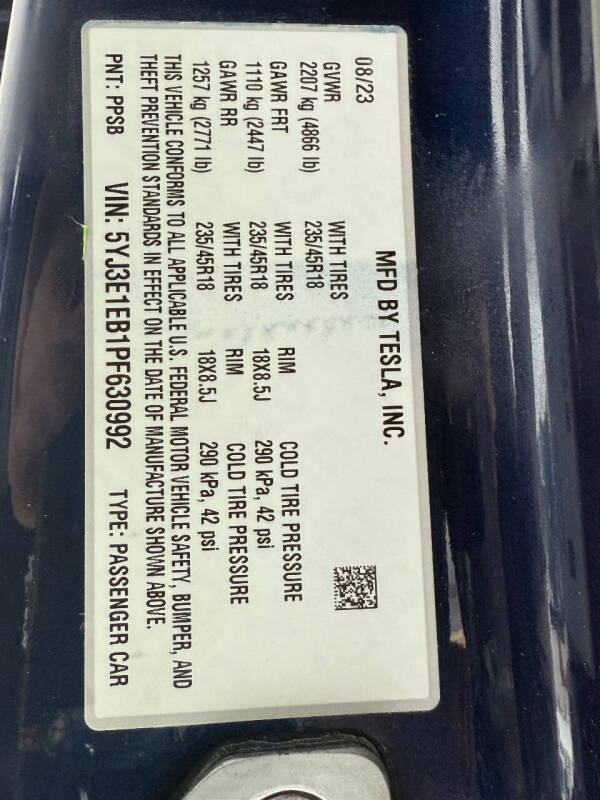 MFD BY TESLA, INC.
08/23
GVWR
2207 kg (4866 lb) WITH TIRES 235/45R18
GAWR FRT WITH TIRES RIM COLD TIRE PRESSURE
1110 kg (2447 lb) 235/45R18 18X8.5J 290 kPa, 42 psi
GAWR RR WITH TIRES RIM COLD TIRE PRESSURE
1257 kg (2771 lb) 235/45R18 18X8.5J 290 kPa, 42 psi
THIS VEHICLE CONFORMS TO ALL APPLICABLE U.S. FEDERAL MOTOR VEHICLE SAFETY, BUMPER, AND
THEFT PREVENTION STANDARDS IN EFFECT ON THE DATE OF MANUFACTURE SHOWN ABOVE.
PNT: PPSB VIN: 5YJ3E1EB1PF630992 TYPE: PASSENGER CAR